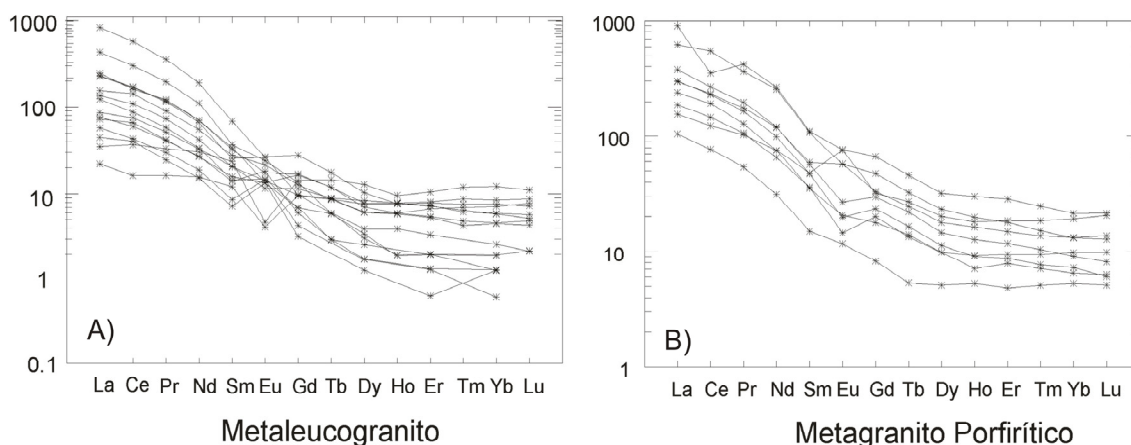 1000
100
10
1
0.1
A)
La Ce Pr Nd Sm Eu Gd Tb Dy Ho Er Tm Yb Lu
Metaleucogranito
1000
100
10
1
B)
La Ce Pr Nd Sm Eu Gd Tb Dy Ho Er Tm Yb Lu
Metagranito Porfirítico